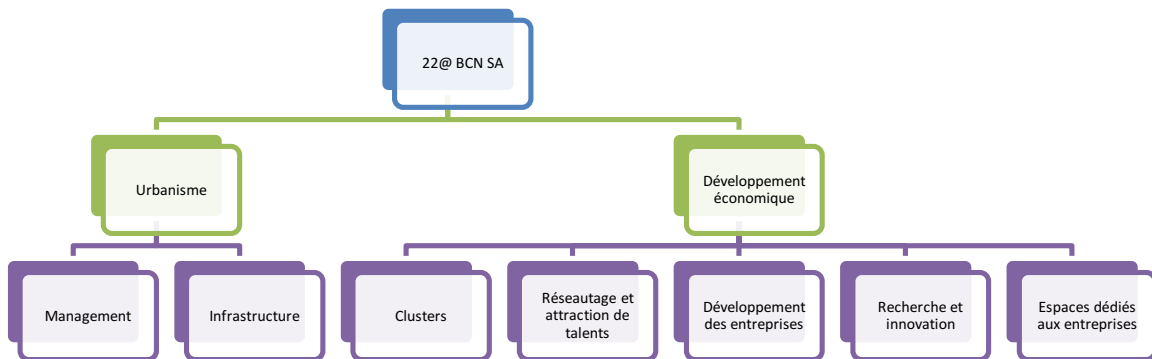 22@ BCN SA
Urbanisme
Développement
économique
Management
Infrastructure
Clusters
Réseautage et
attraction de
talents
Développement
des entreprises
Recherche et
innovation
Espaces dédiés
aux entreprises